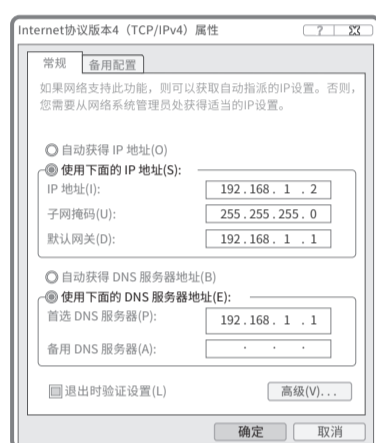 Internet协议版本4（TCP/IPv4）属性
?
常规 备用配置
如果网络支持此功能，则可以获取自动指派的IP设置。否则，
您需要从网络系统管理员处获得适当的IP设置。
自动获得 IP 地址(O)
使用下面的 IP 地址(S):
IP 地址(I): 192.168. 1 . 2
子网掩码(U): 255.255.255. 0
默认网关(D): 192.168. 1 . 1
自动获得 DNS 服务器地址(B)
使用下面的 DNS 服务器地址(E):
首选 DNS 服务器(P): 192.168. 1 . 1
备用 DNS 服务器(A): . . .
退出时验证设置(L) 高级(V)...
确定 取消